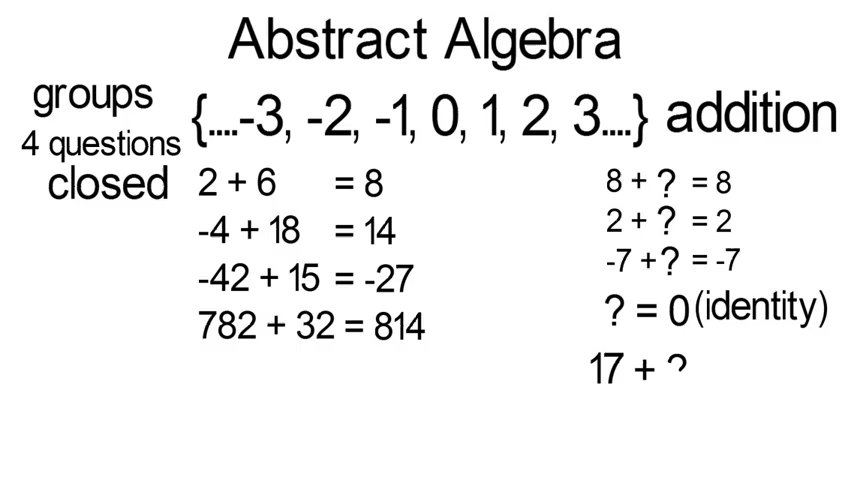 Abstract Algebra
groups
{....-3, -2, -1, 0, 1, 2, 3....} addition
4 questions
closed
2 + 6 = 8
-4 + 18 = 14
-42 + 15 = -27
782 + 32 = 814
8 + ? = 8
2 + ? = 2
-7 + ? = -7
? = 0 (identity)
17 + ?